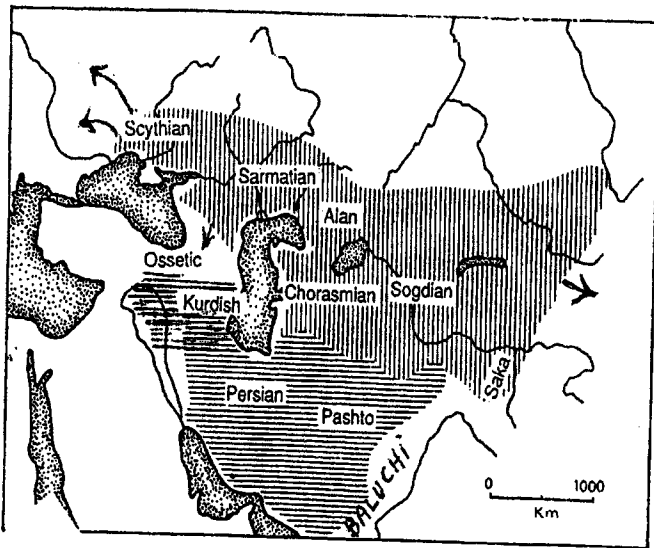 Scythian
Sarmatian
Alan
Ossetic
Kurdish
Chorasmian
Sogdian
Persian
Pashto
Saka
BALUCHI
0 1000
Km